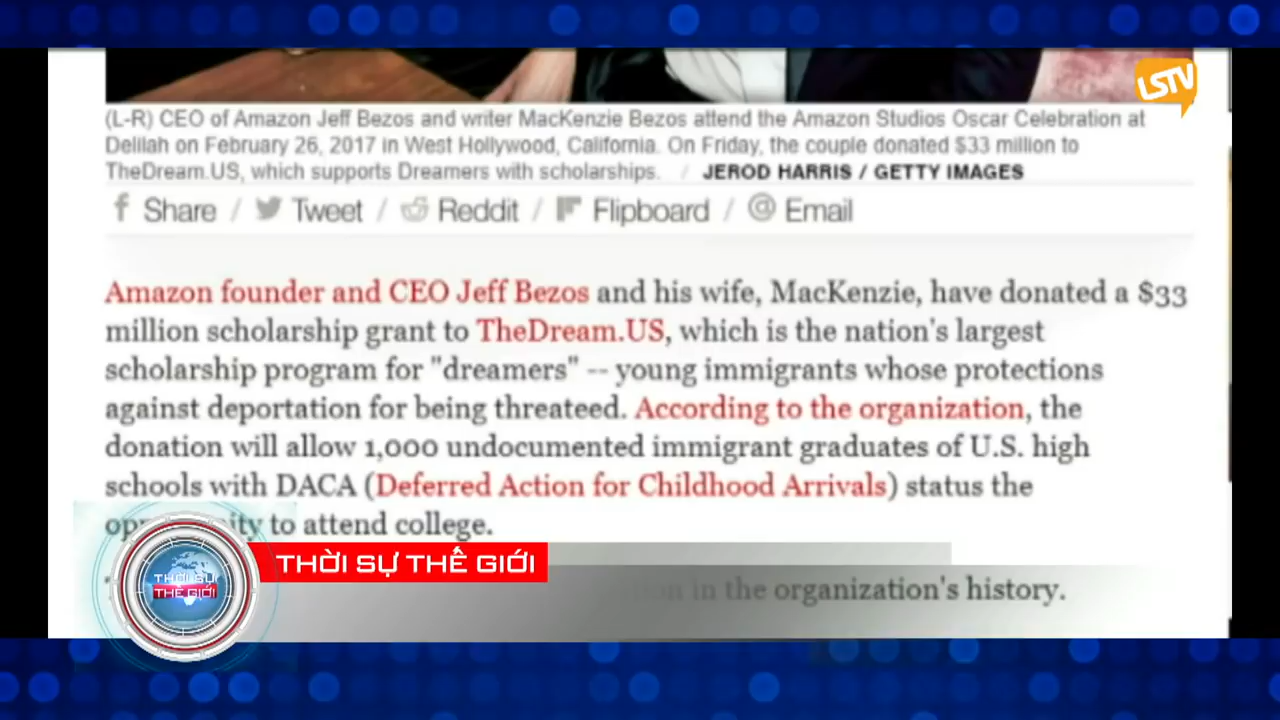 LSTV
(L-R) CEO of Amazon Jeff Bezos and writer MacKenzie Bezos attend the Amazon Studios Oscar Celebration at
Delilah on February 26, 2017 in West Hollywood, California. On Friday, the couple donated $33 million to
TheDream.US, which supports Dreamers with scholarships. / JEROD HARRIS / GETTY IMAGES
Share / Tweet / Reddit / Flipboard / Email
Amazon founder and CEO Jeff Bezos and his wife, MacKenzie, have donated a $33
million scholarship grant to TheDream.US, which is the nation's largest
scholarship program for "dreamers" -- young immigrants whose protections
against deportation for being threateed. According to the organization, the
donation will allow 1,000 undocumented immigrant graduates of U.S. high
schools with DACA (Deferred Action for Childhood Arrivals) status the
to attend college.
THỜI SỰ THẾ GIỚI
THỜI SỰ
THẾ GIỚI
in the organization's history.